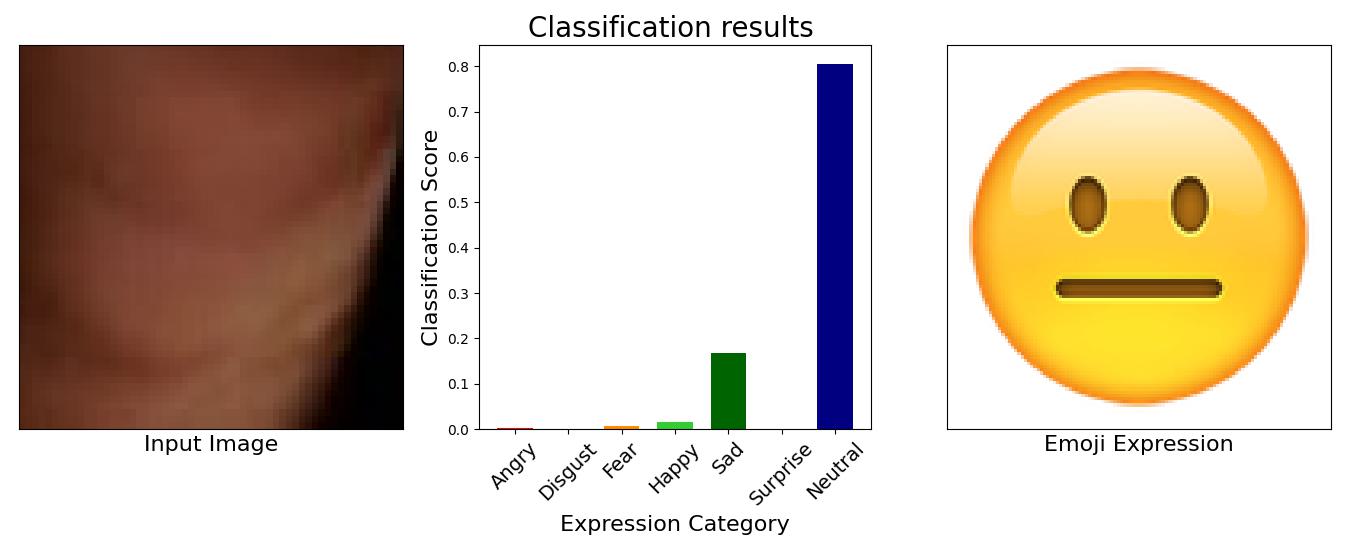 Classification results
Classification Score
0.8
0.7
0.6
0.5
0.4
0.3
0.2
0.1
0.0
Angry
Disgust
Fear
Happy
Sad
Surprise
Neutral
Expression Category
Input Image
Emoji Expression